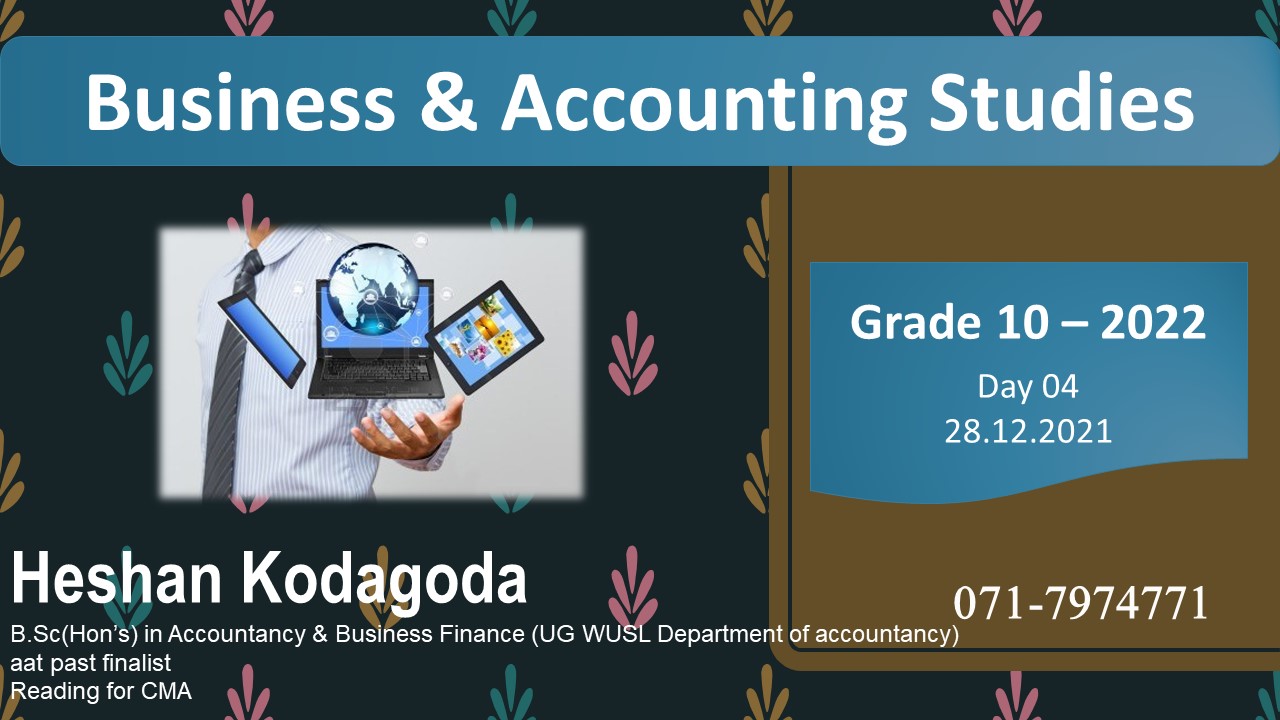 Business & Accounting Studies
Grade 10 – 2022
Day 04
28.12.2021
Heshan Kodagoda
071-7974771
B.Sc(Hon’s) in Accountancy & Business Finance (UG WUSL Department of accountancy)
aat past finalist
Reading for CMA